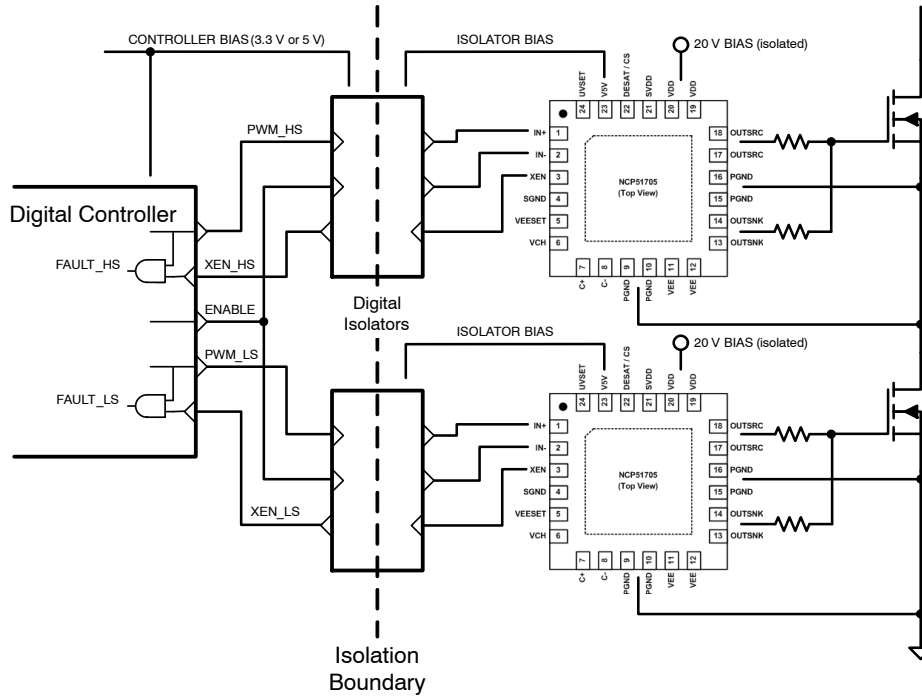 CONTROLLER BIAS (3.3 V or 5 V)
ISOLATOR BIAS
20 V BIAS (isolated)
UVSET
V5V
DESAT / CS
SVDD
VDD
VDD
24
23
22
21
20
19
PWM_HS
IN+ 1
IN- 2
XEN 3
SGND 4
VEESET 5
VCH 6
NCP51705
(Top View)
18 OUTSRC
17 OUTSRC
16 PGND
15 PGND
14 OUTSNK
13 OUTSNK
7
8
9
10
11
12
C+
C-
PGND
PGND
VEE
VEE
Digital Controller
FAULT_HS
XEN_HS
ENABLE
Digital
Isolators
PWM_LS
FAULT_LS
XEN_LS
ISOLATOR BIAS
20 V BIAS (isolated)
UVSET
V5V
DESAT / CS
SVDD
VDD
VDD
24
23
22
21
20
19
IN+ 1
IN- 2
XEN 3
SGND 4
VEESET 5
VCH 6
NCP51705
(Top View)
18 OUTSRC
17 OUTSRC
16 PGND
15 PGND
14 OUTSNK
13 OUTSNK
7
8
9
10
11
12
C+
C-
PGND
PGND
VEE
VEE
Isolation
Boundary